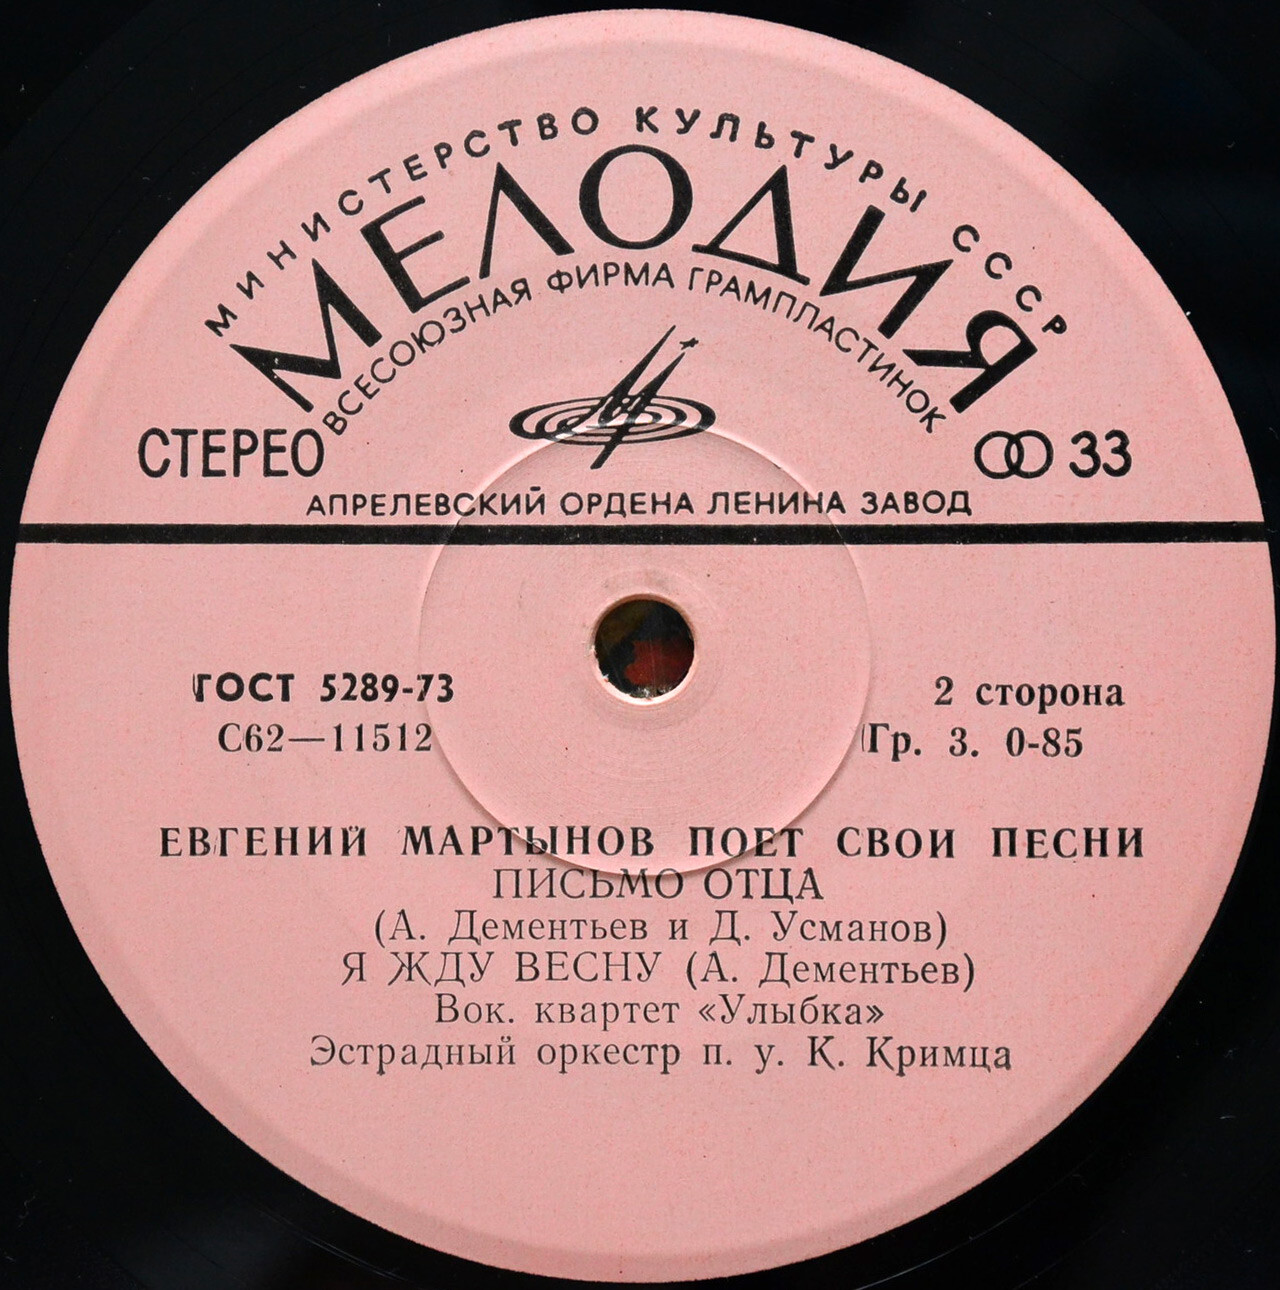 МИНИСТЕРСТВО КУЛЬТУРЫ СССР
МЕЛОДИЯ
ВСЕСОЮЗНАЯ ФИРМА ГРАМПЛАСТИНОК
СТЕРЕО 33
АПРЕЛЕВСКИЙ ОРДЕНА ЛЕНИНА ЗАВОД
ГОСТ 5289-73 2 сторона
С62—11512 Гр. 3. 0-85
ЕВГЕНИЙ МАРТЫНОВ ПОЕТ СВОИ ПЕСНИ
ПИСЬМО ОТЦА
(А. Дементьев и Д. Усманов)
Я ЖДУ ВЕСНУ (А. Дементьев)
Вок. квартет «Улыбка»
Эстрадный оркестр п. у. К. Кримца